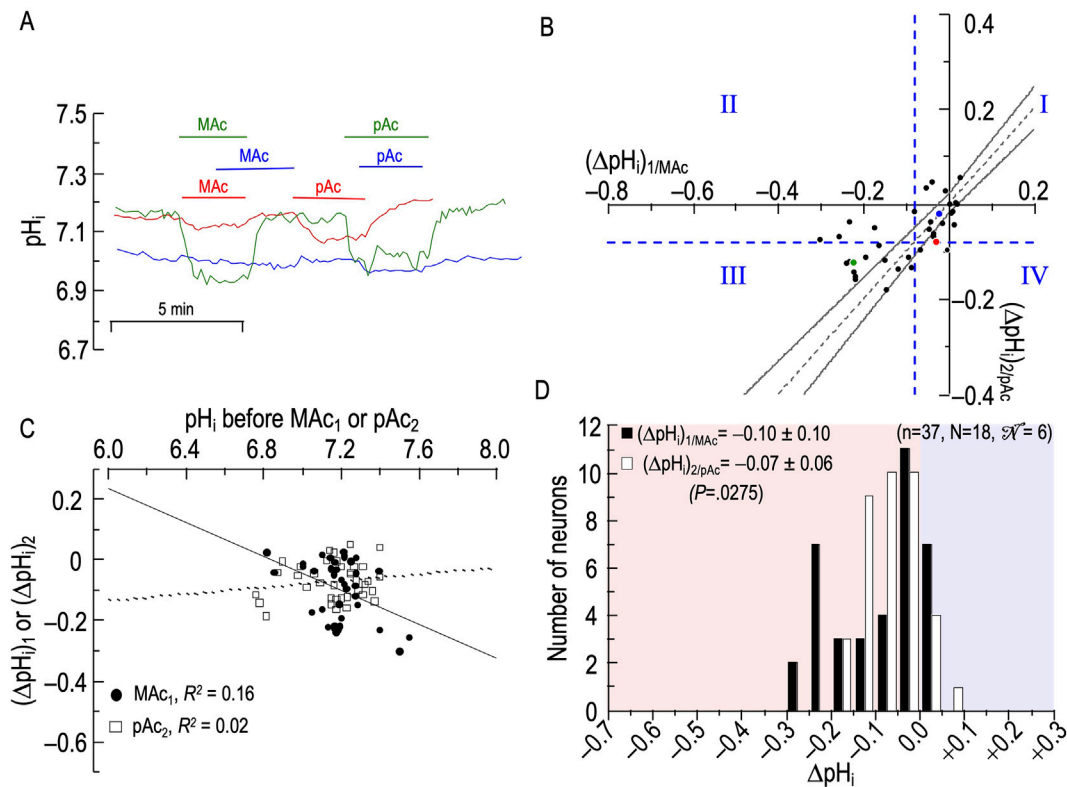 A
7.5
7.3
7.1
6.9
6.7
pHi
MAc
pAc
MAc
pAc
MAc
pAc
5 min
B
0.4
0.2
−0.2
−0.4
II
I
III
IV
(ΔpHi)1/MAc
−0.8
−0.6
−0.4
−0.2
0.2
(ΔpHi)2/pAc
C
pHi before MAc1 or pAc2
6.0
6.4
6.8
7.2
7.6
8.0
0.2
0
−0.2
−0.4
−0.6
(ΔpHi)1 or (ΔpHi)2
MAc1, R2 = 0.16
pAc2, R2 = 0.02
D
12
10
8
6
4
2
0
Number of neurons
(ΔpHi)1/MAc= −0.10 ± 0.10
(ΔpHi)2/pAc= −0.07 ± 0.06
(P=.0275)
(n=37, N=18, 𝒩 = 6)
−0.7
−0.6
−0.5
−0.4
−0.3
−0.2
−0.1
0.0
+0.1
+0.2
+0.3
ΔpHi